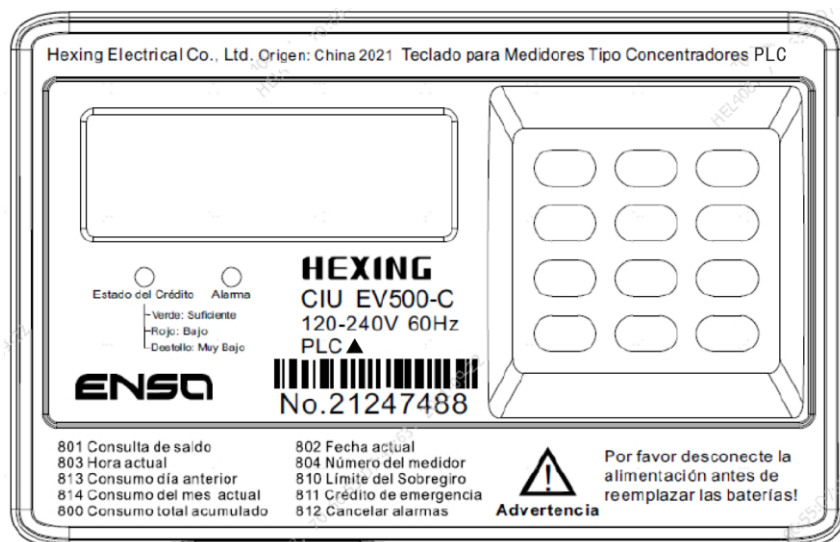 Hexing Electrical Co., Ltd. Origen: China 2021 Teclado para Medidores Tipo Concentradores PLC
Estado del Crédito Alarma
Verde: Suficiente
Rojo: Bajo
Destello: Muy Bajo
HEXING
CIU EV500-C
120-240V 60Hz
PLC▲
ENSA
No.21247488
801 Consulta de saldo
803 Hora actual
813 Consumo día anterior
814 Consumo del mes actual
800 Consumo total acumulado
802 Fecha actual
804 Número del medidor
810 Límite del Sobregiro
811 Crédito de emergencia
812 Cancelar alarmas
Advertencia
Por favor desconecte la
alimentación antes de
reemplazar las baterías!